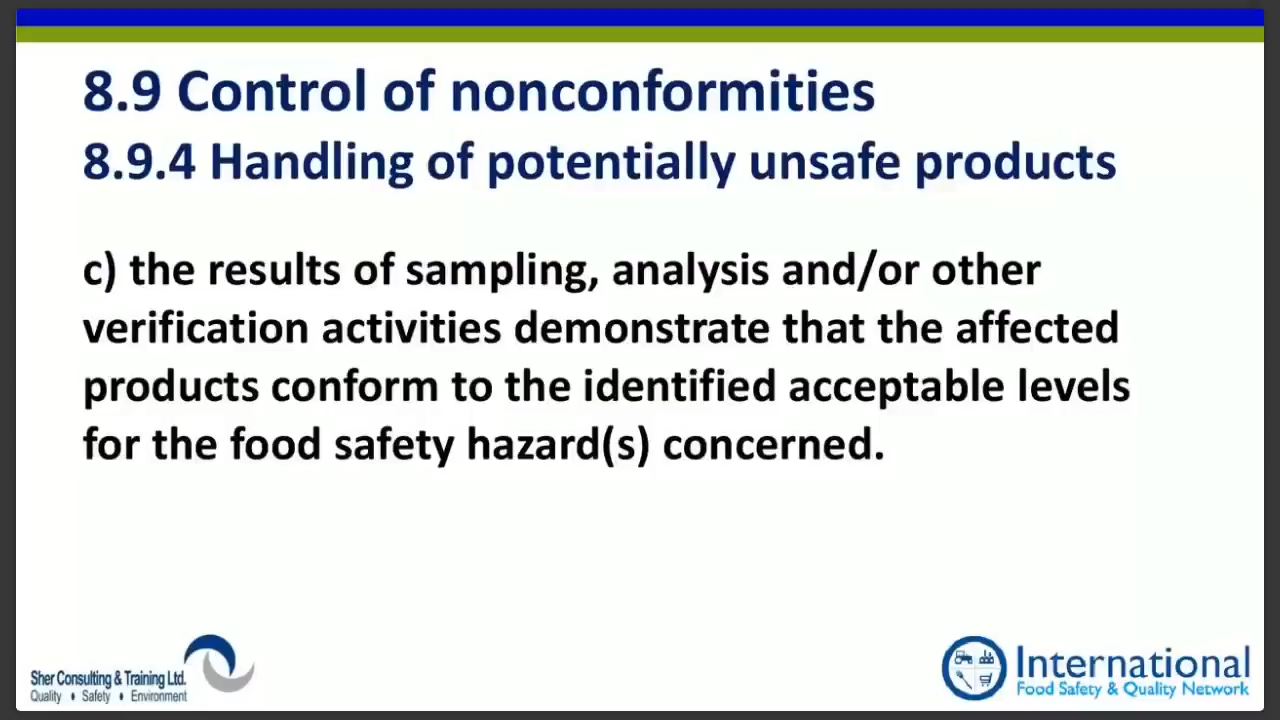 8.9 Control of nonconformities
8.9.4 Handling of potentially unsafe products
c) the results of sampling, analysis and/or other
verification activities demonstrate that the affected
products conform to the identified acceptable levels
for the food safety hazard(s) concerned.
Sher Consulting & Training Ltd.
Quality • Safety • Environment
International
Food Safety & Quality Network